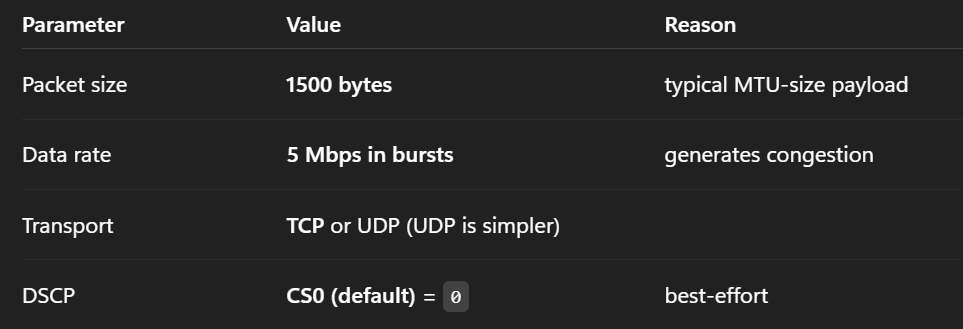 Parameter Value Reason
Packet size 1500 bytes typical MTU-size payload
Data rate 5 Mbps in bursts generates congestion
Transport TCP or UDP (UDP is simpler)
DSCP CS0 (default) = 0 best-effort